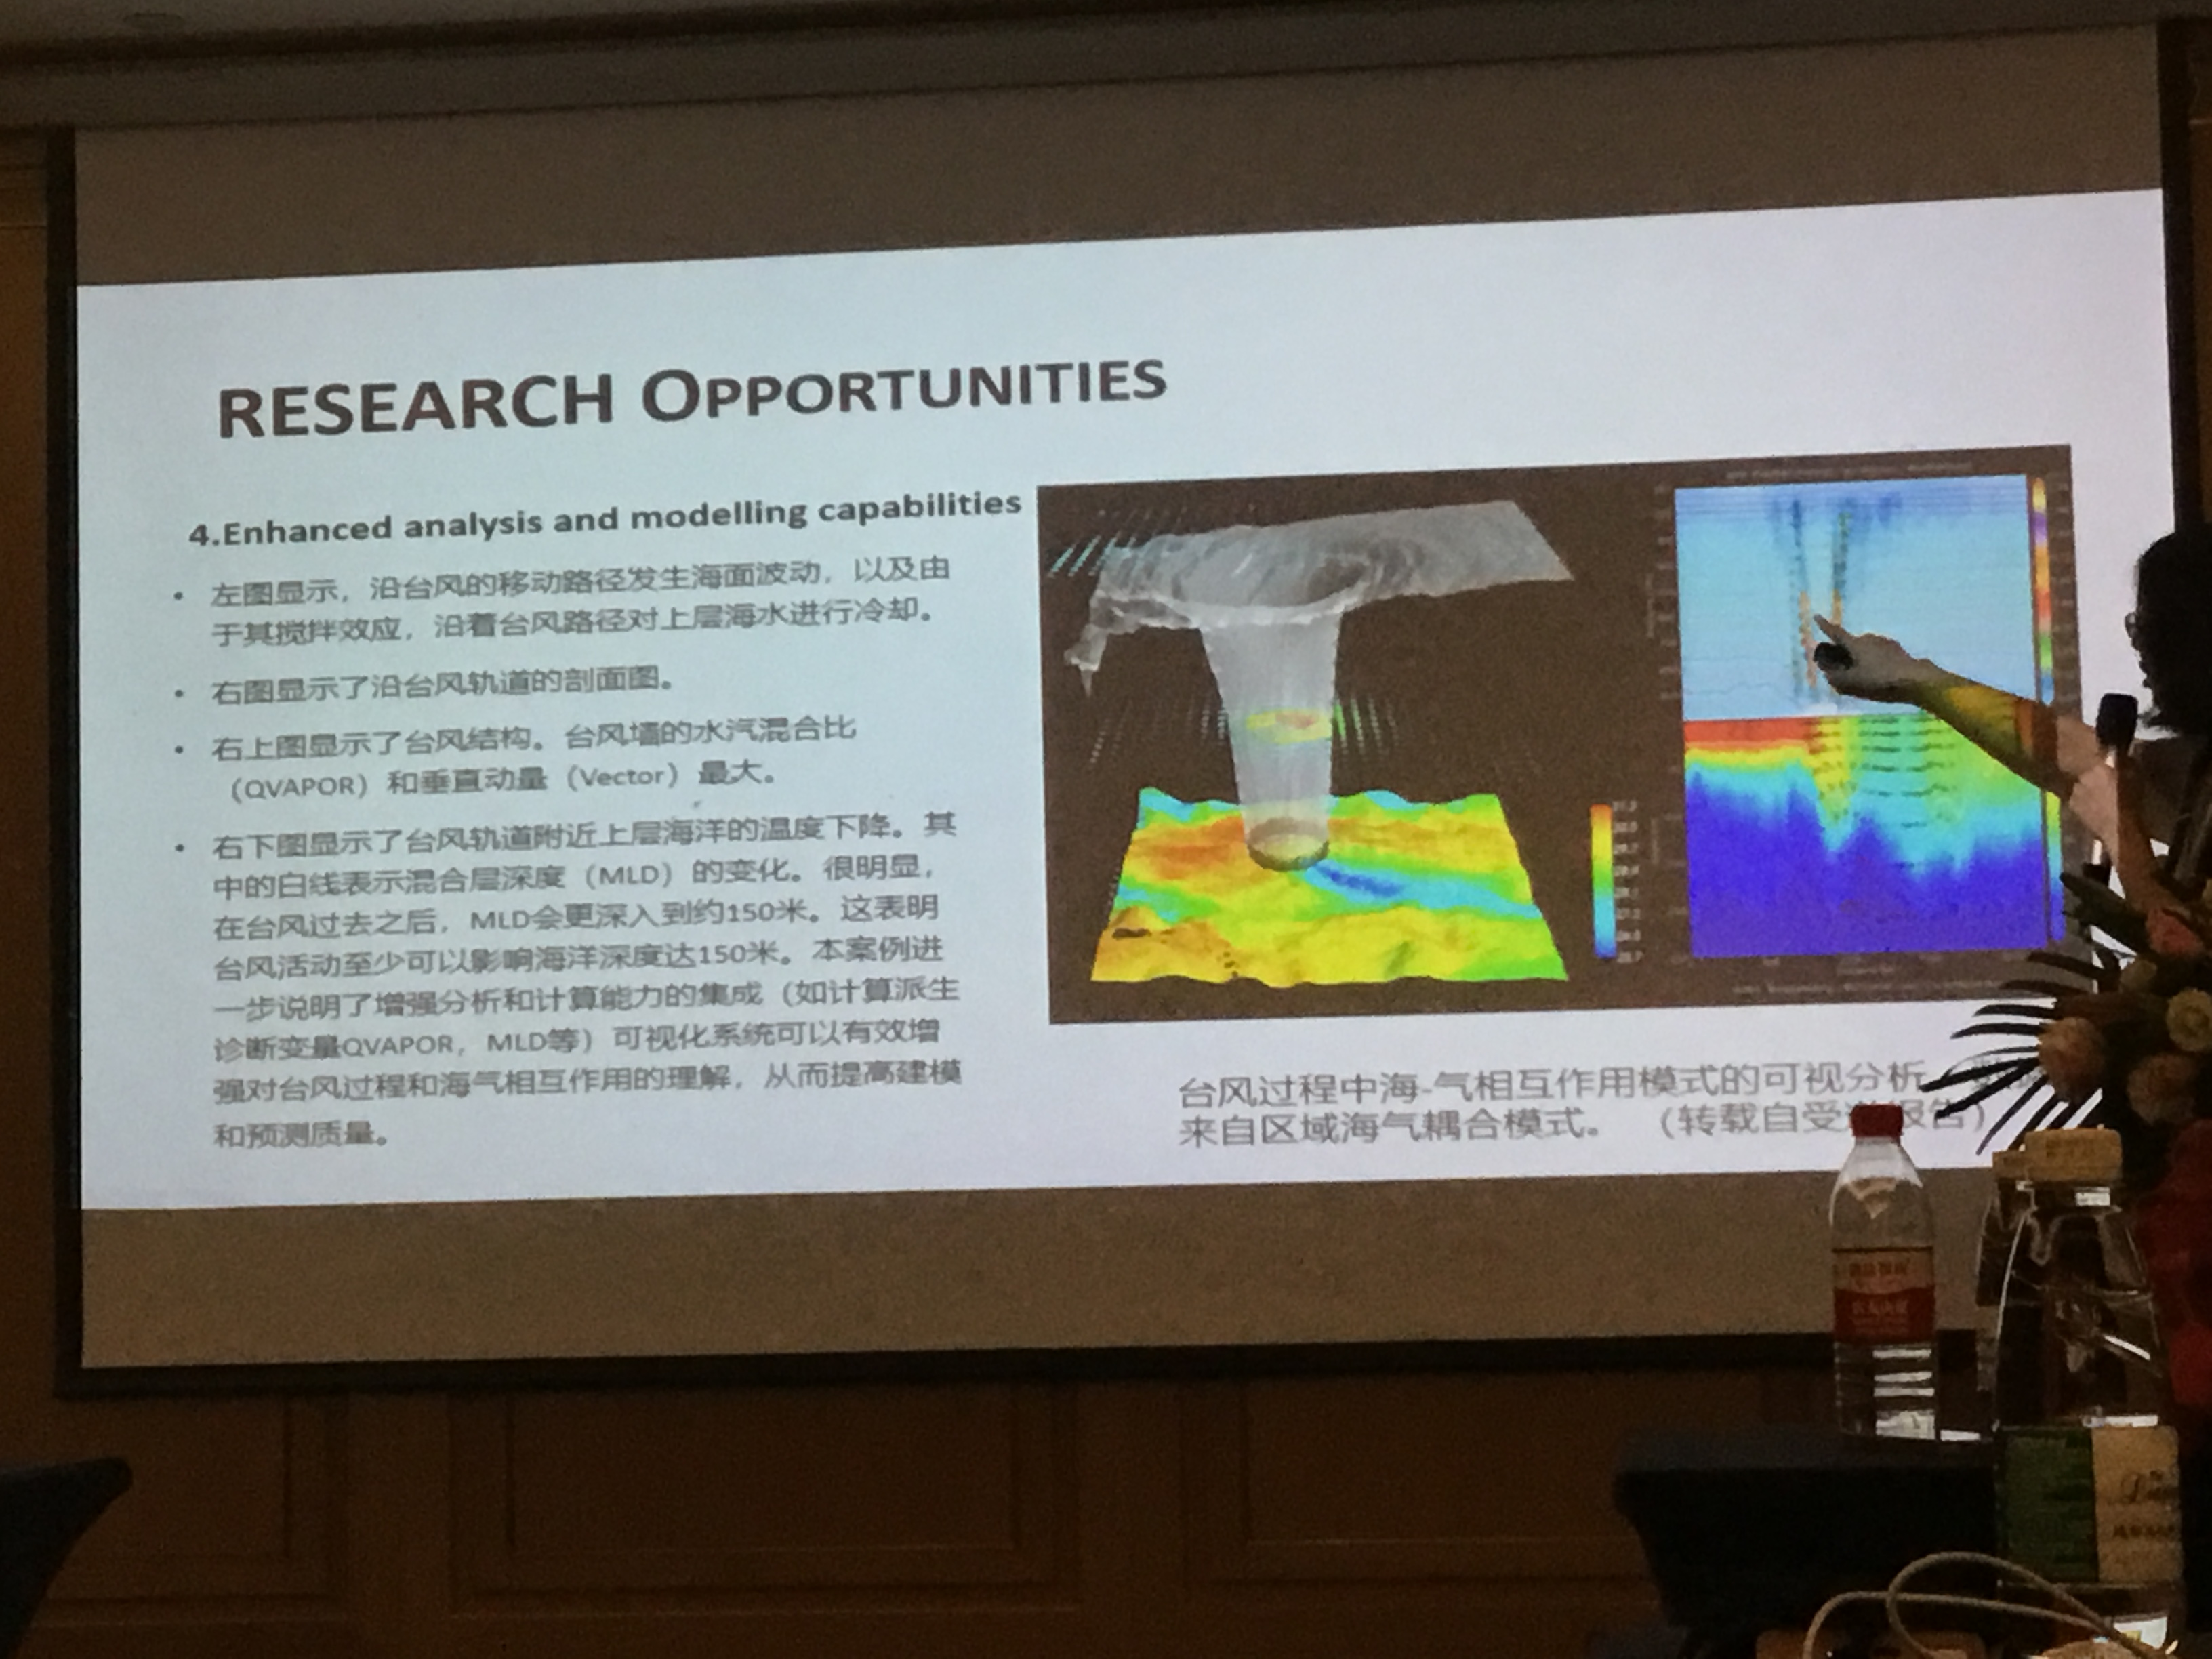 RESEARCH OPPORTUNITIES
4.Enhanced analysis and modelling capabilities
• 左图显示，沿台风的移动路径发生海面波动，以及由
于其搅拌效应，沿着台风路径对上层海水进行冷却。
• 右图显示了沿台风轨道的剖面图。
• 右上图显示了台风结构。台风墙的水汽混合比
（QVAPOR）和垂直动量（Vector）最大。
• 右下图显示了台风轨道附近上层海洋的温度下降。其
中的白线表示混合层深度（MLD）的变化。很明显，
在台风过去之后，MLD会更深入到约150米。这表明
台风活动至少可以影响海洋深度达150米。本案例进
一步说明了增强分析和计算能力的集成（如计算派生
诊断变量QVAPOR，MLD等）可视化系统可以有效增
强对台风过程和海气相互作用的理解，从而提高建模
和预测质量。
台风过程中海-气相互作用模式的可视分析
来自区域海气耦合模式。 （转载自受 报告）